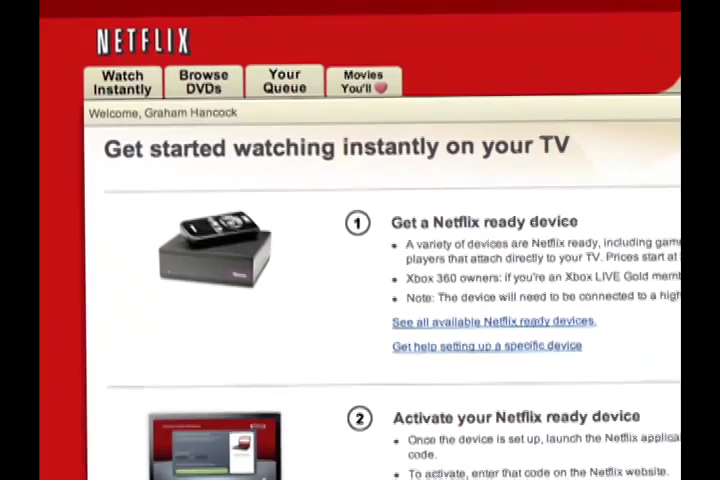 NETFLIX
Watch Instantly
Browse DVDs
Your Queue
Movies You'll
Welcome, Graham Hancock
Get started watching instantly on your TV
1 Get a Netflix ready device
A variety of devices are Netflix ready, including
players that attach directly to your TV. Prices start at
Xbox 360 owners: if you're an Xbox LIVE Gold
Note: The device will need to be connected to a
See all available Netflix ready devices.
Get help setting up a specific device
2 Activate your Netflix ready device
Once the device is set up, launch the Netflix
code.
To activate, enter that code on the Netflix website.